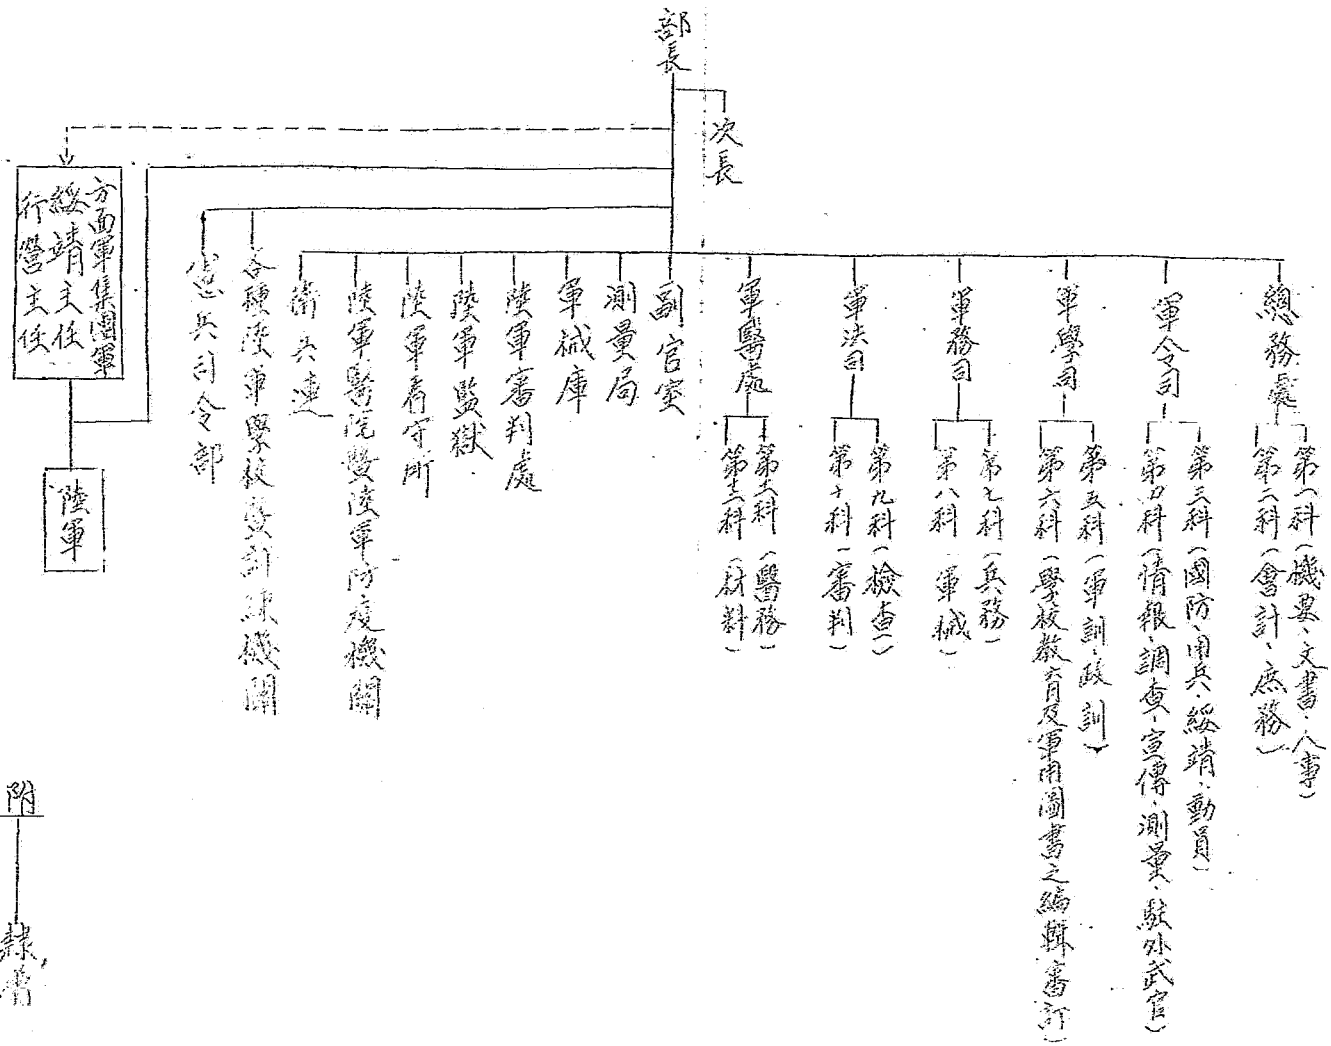 部長
次長
總務處
第一科(機要、文書、人事)
第二科(會計、庶務)
軍令司
第三科(國防、用兵、綏靖、動員)
第四科(情報、調查、宣傳、測量、駐外武官)
軍學司
第五科(軍訓、政訓)
第六科(學校教育及軍用圖書之編輯審訂)
軍務司
第七科(兵務)
第八科(軍械)
軍法司
第九科(檢查)
第十科(審判)
軍醫處
第十一科(醫務)
第十二科(材料)
副官室
測量局
軍械庫
陸軍審判處
陸軍監獄
陸軍看守所
陸軍醫院暨陸軍防疫機關
衛兵連
各種陸軍學校暨訓練機關
憲兵司令部
方面軍集團軍
綏靖主任
行營主任
陸軍
附
隸